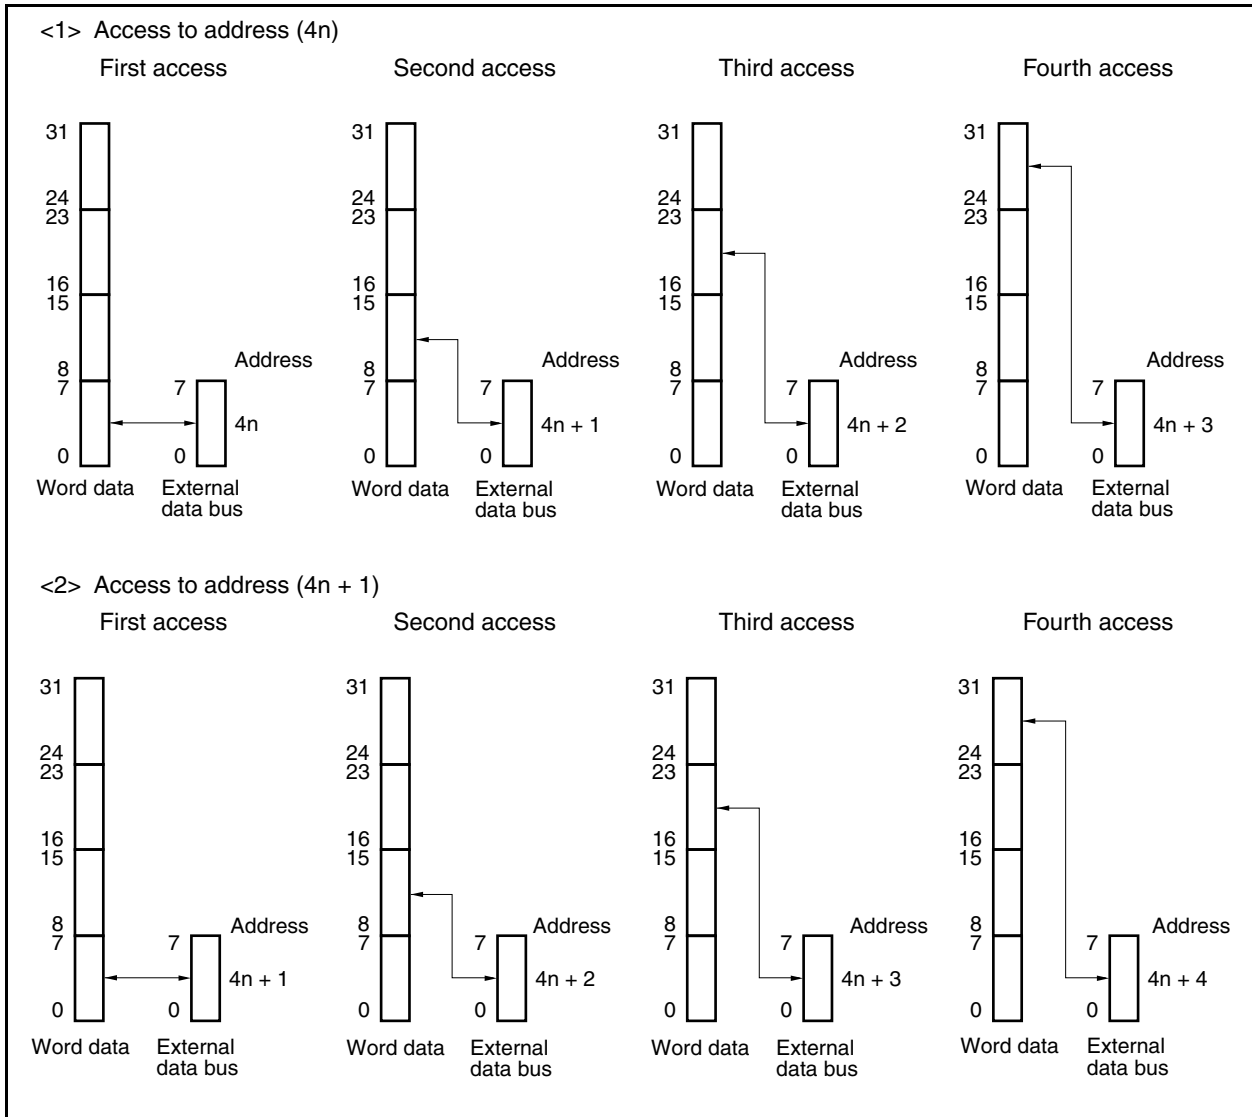 <1> Access to address (4n)
First access Second access Third access Fourth access
31 31 31 31
24 24 24 24
23 23 23 23
16 16 16 16
15 15 15 15
Address Address Address Address
8 8 8 8
7 7 7 7 7 7 7 7
4n 4n + 1 4n + 2 4n + 3
0 0 0 0 0 0 0 0
Word data External Word data External Word data External Word data External
data bus data bus data bus data bus
<2> Access to address (4n + 1)
First access Second access Third access Fourth access
31 31 31 31
24 24 24 24
23 23 23 23
16 16 16 16
15 15 15 15
Address Address Address Address
8 8 8 8
7 7 7 7 7 7 7 7
4n + 1 4n + 2 4n + 3 4n + 4
0 0 0 0 0 0 0 0
Word data External Word data External Word data External Word data External
data bus data bus data bus data bus